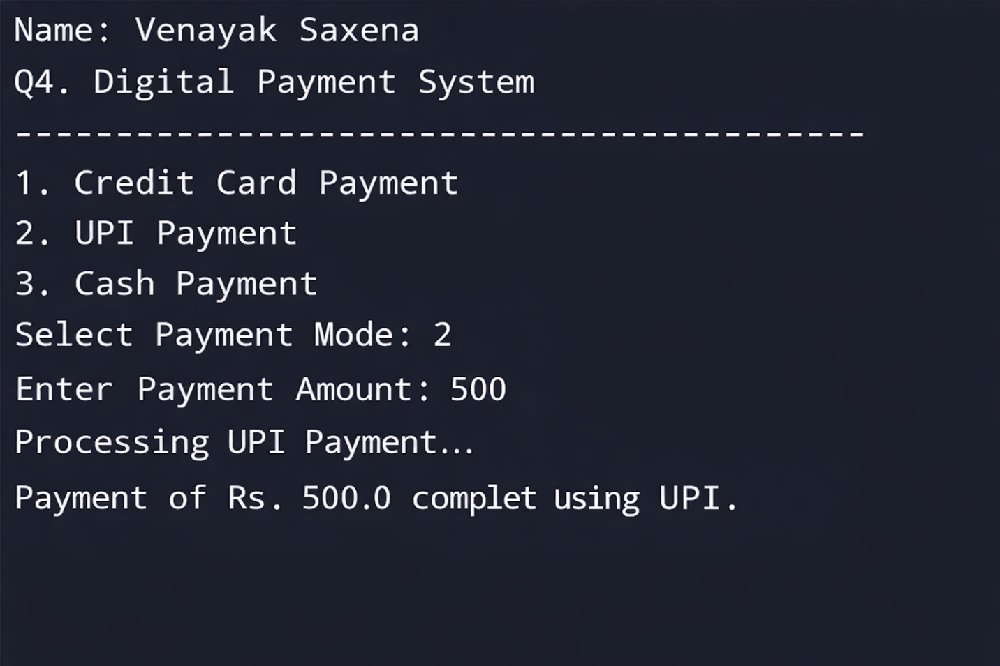 Name: Venayak Saxena
Q4. Digital Payment System
-------------------------------------------
1. Credit Card Payment
2. UPI Payment
3. Cash Payment
Select Payment Mode: 2
Enter Payment Amount: 500
Processing UPI Payment...
Payment of Rs. 500.0 complet using UPI.